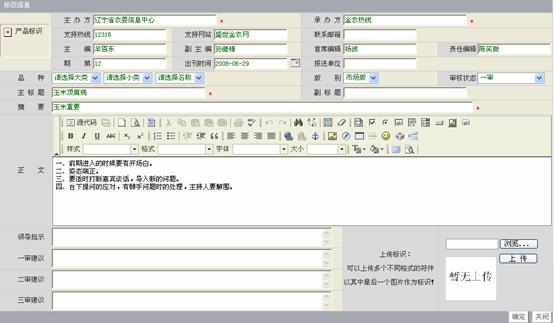 修改信息
产品标识
主 办 方 辽宁省农委信息中心 * 承 办 方 金农热线 *
支持热线 12316 支持网站 盛世金农网 联系邮箱
主 编 牟恩东 副 主 编 孙继锋 首席编辑 杨波 责任编辑 陈笑薇
期 第 12 出刊时间 2008-06-29 报送单位
品 种 请选择大类 请选择小类 请选择名称 版 别 市场版 审核状态 一审
主 标 题 玉米顶腐病 * 副 标 题
摘 要 玉米重要 *
源代码
样式 格式 字体 大小
正 文
一、前期进入的时候要有开场白。
二、姿态端正。
三、要适时打断嘉宾谈话,导入新的问题。
四、台下提问的应对,有棘手问题时的处理,主持人要解围。
领导批示
一审建议
二审建议
三审建议
上传标识:
可以上传多个不同格式的符件
以其中最后一个图片作为标识!
浏览...
上 传
暂无上传
确定 关闭